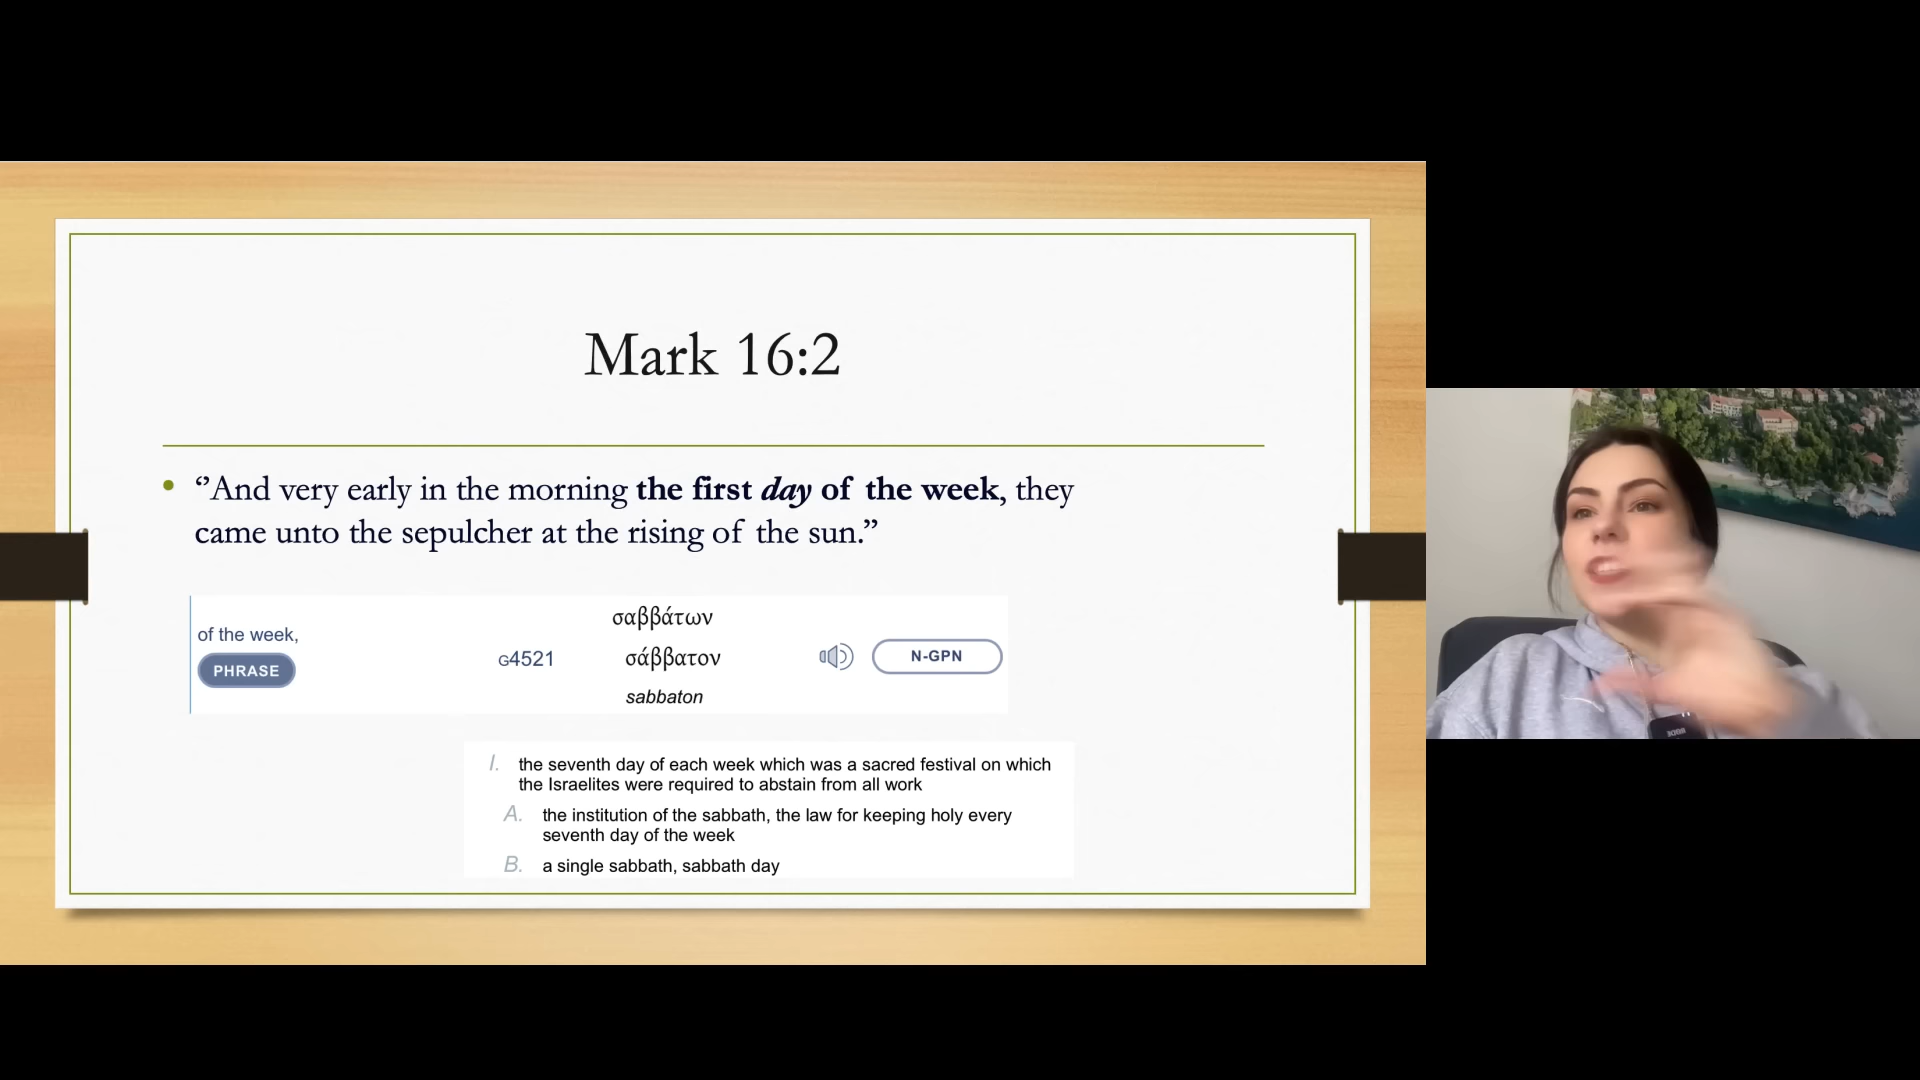 Mark 16:2
• “And very early in the morning the first day of the week, they
came unto the sepulcher at the rising of the sun.”
of the week,
PHRASE
G4521
σαββάτων
σάββατον
sabbaton
N-GPN
I. the seventh day of each week which was a sacred festival on which
the Israelites were required to abstain from all work
A. the institution of the sabbath, the law for keeping holy every
seventh day of the week
B. a single sabbath, sabbath day